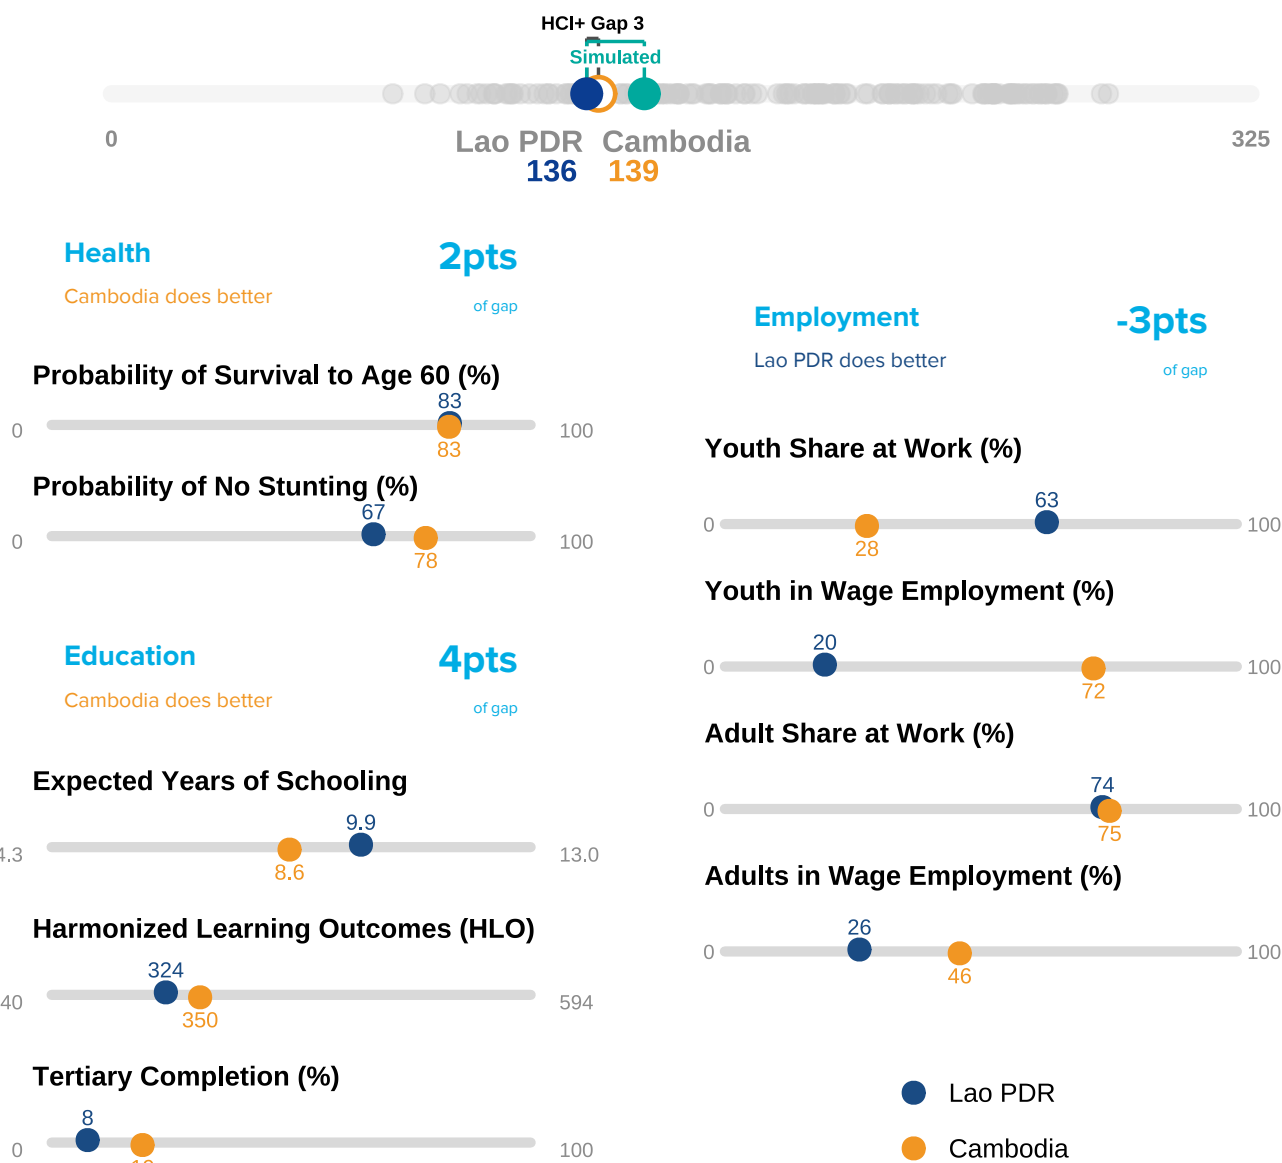 HCI+ Gap 3
Simulated
0
325
Lao PDR
Cambodia
136
139
Health
2pts
Cambodia does better
of gap
Probability of Survival to Age 60 (%)
83
0
100
83
Probability of No Stunting (%)
67
0
100
78
Education
4pts
Cambodia does better
of gap
Expected Years of Schooling
9.9
4.3
13.0
8.6
Harmonized Learning Outcomes (HLO)
324
40
594
350
Tertiary Completion (%)
8
0
100
Employment
-3pts
Lao PDR does better
of gap
Youth Share at Work (%)
63
0
100
28
Youth in Wage Employment (%)
20
0
100
72
Adult Share at Work (%)
74
0
100
75
Adults in Wage Employment (%)
26
0
100
46
Lao PDR
Cambodia